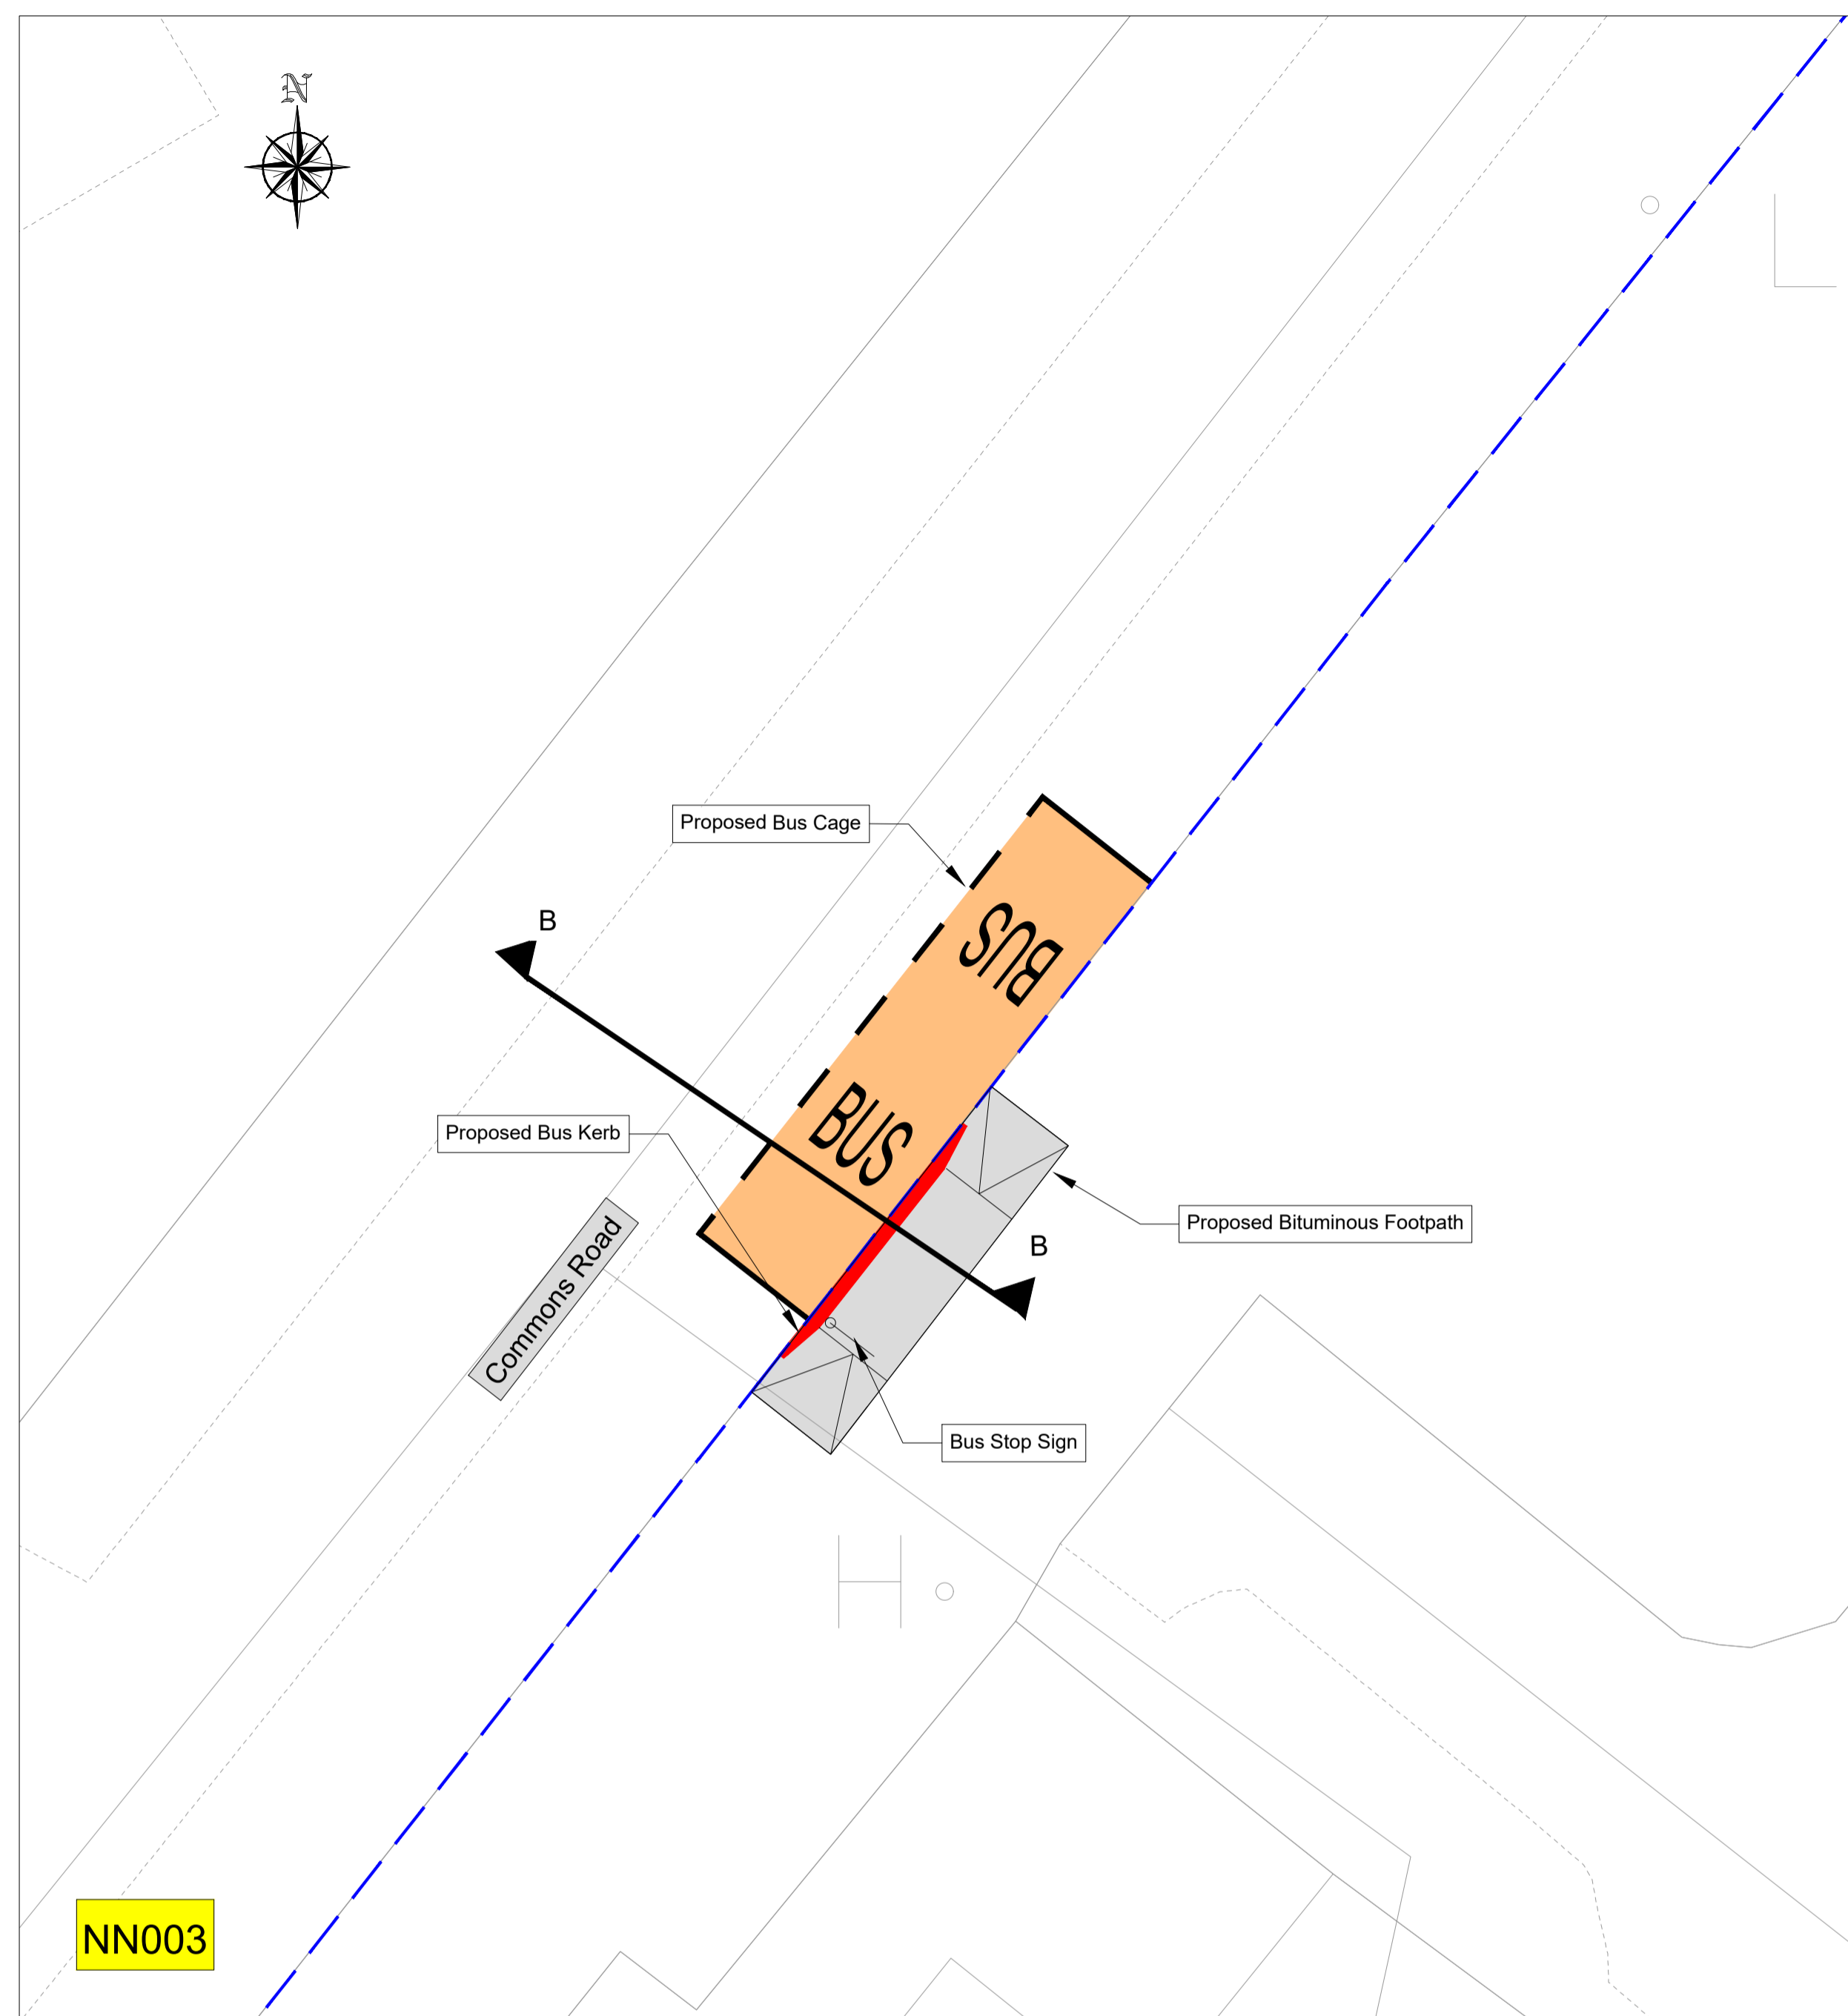 N
Proposed Bus Cage
BUS
B
BUS
Proposed Bus Kerb
Proposed Bituminous Footpath
B
Commons Road
Bus Stop Sign
H
L
NN003